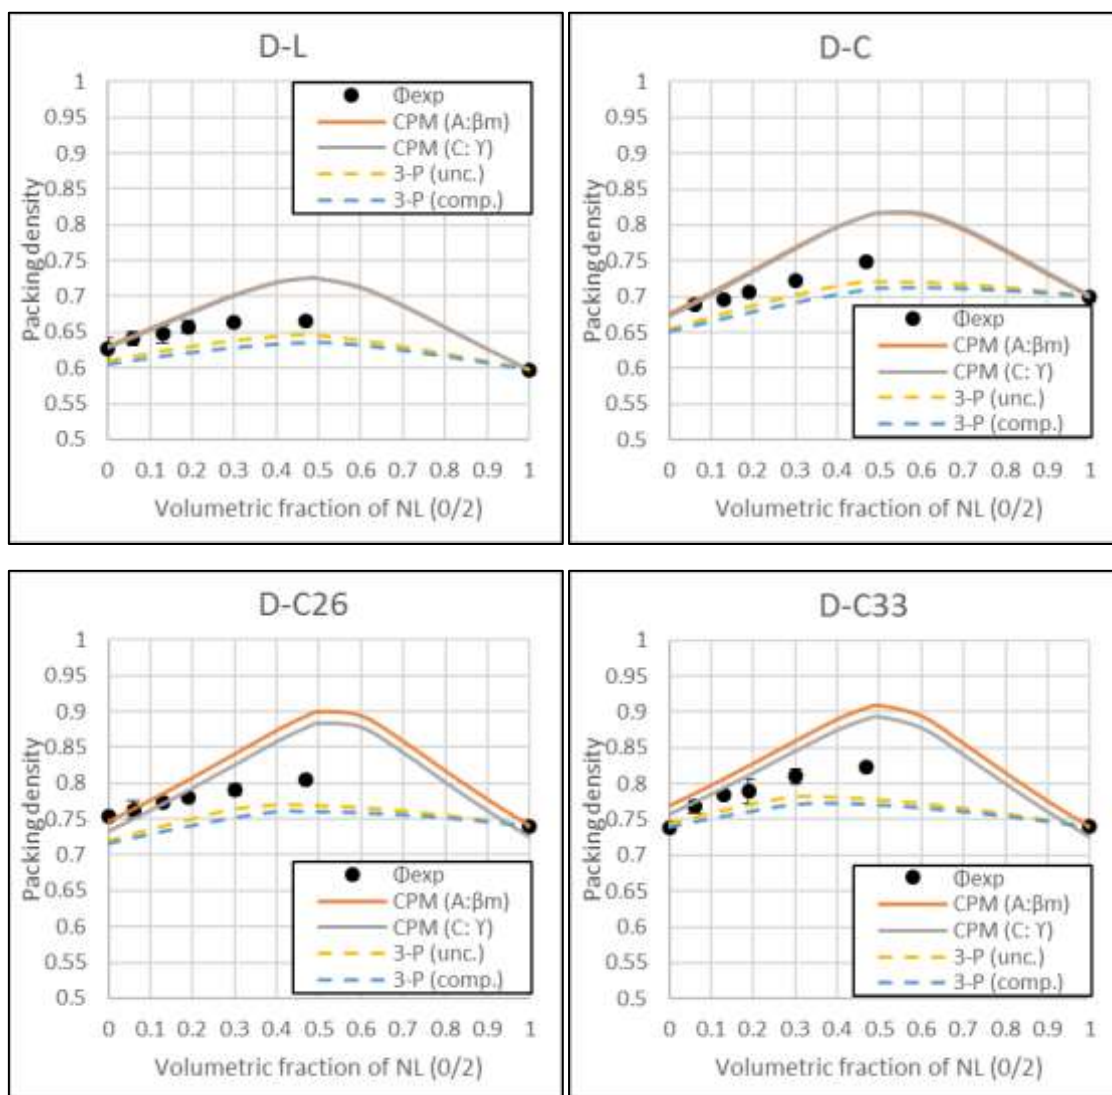 D-L
Packing density
1
0.95
0.9
0.85
0.8
0.75
0.7
0.65
0.6
0.55
0.5
Φexp
CPM (A:βm)
CPM (C: ϒ)
3-P (unc.)
3-P (comp.)
0 0.1 0.2 0.3 0.4 0.5 0.6 0.7 0.8 0.9 1
Volumetric fraction of NL (0/2)
D-C
Packing density
1
0.95
0.9
0.85
0.8
0.75
0.7
0.65
0.6
0.55
0.5
Φexp
CPM (A:βm)
CPM (C: ϒ)
3-P (unc.)
3-P (comp.)
0 0.1 0.2 0.3 0.4 0.5 0.6 0.7 0.8 0.9 1
Volumetric fraction of NL (0/2)
D-C26
Packing density
1
0.95
0.9
0.85
0.8
0.75
0.7
0.65
0.6
0.55
0.5
Φexp
CPM (A:βm)
CPM (C: ϒ)
3-P (unc.)
3-P (comp.)
0 0.1 0.2 0.3 0.4 0.5 0.6 0.7 0.8 0.9 1
Volumetric fraction of NL (0/2)
D-C33
Packing density
1
0.95
0.9
0.85
0.8
0.75
0.7
0.65
0.6
0.55
0.5
Φexp
CPM (A:βm)
CPM (C: ϒ)
3-P (unc.)
3-P (comp.)
0 0.1 0.2 0.3 0.4 0.5 0.6 0.7 0.8 0.9 1
Volumetric fraction of NL (0/2)